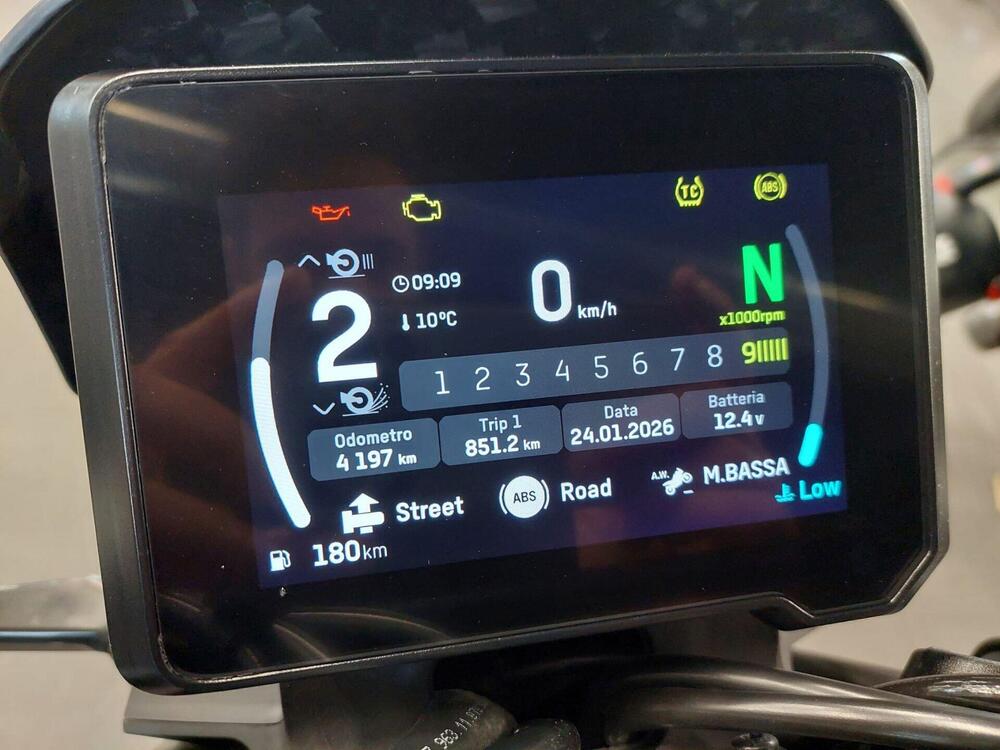 TC
ABS
09:09
10°C
2
0 km/h
N
x1000rpm
1 2 3 4 5 6 7 8 9
Odometro
4 197 km
Trip 1
851.2 km
Data
24.01.2026
Batteria
12.4 v
Street
ABS
Road
A.W.
M.BASSA
Low
180km